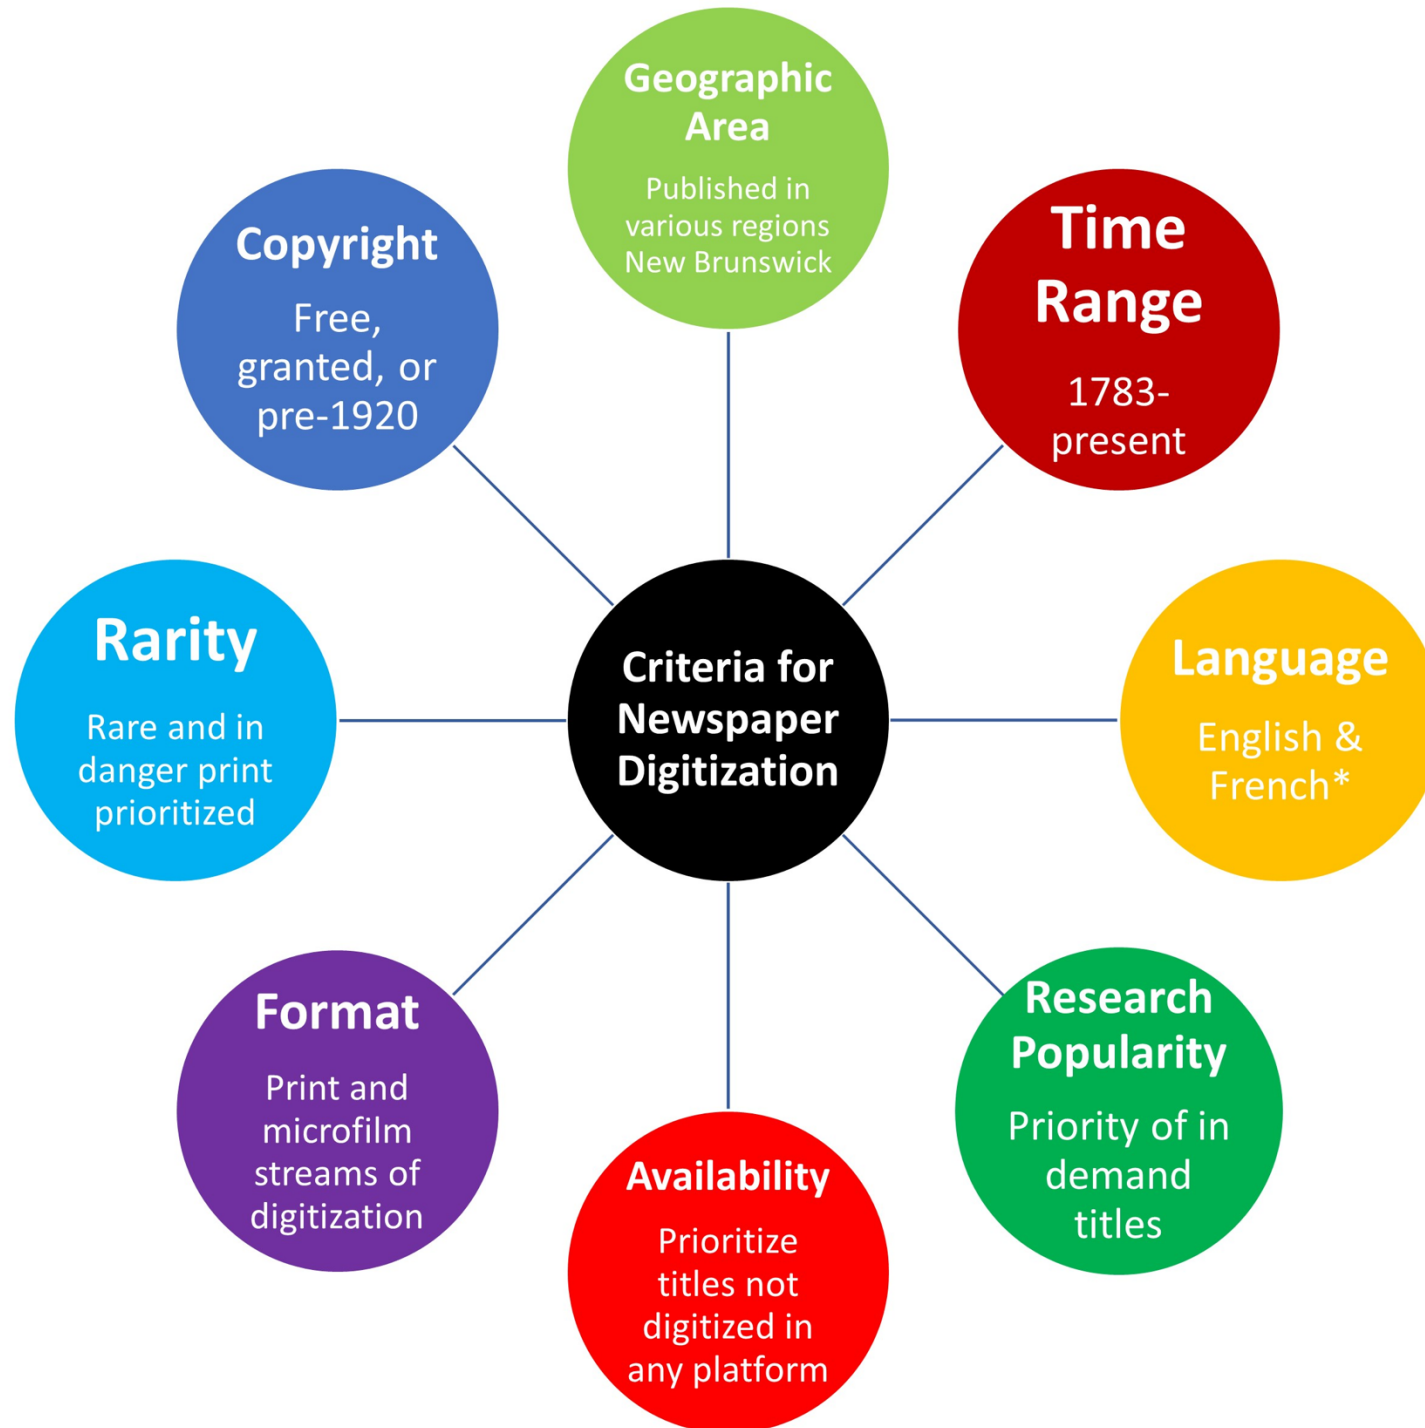 Geographic
Area
Published in
various regions
New Brunswick
Time
Range
1783-
present
Language
English &
French*
Research
Popularity
Priority of in
demand
titles
Availability
Prioritize
titles not
digitized in
any platform
Format
Print and
microfilm
streams of
digitization
Rarity
Rare and in
danger print
prioritized
Copyright
Free,
granted, or
pre-1920
Criteria for
Newspaper
Digitization